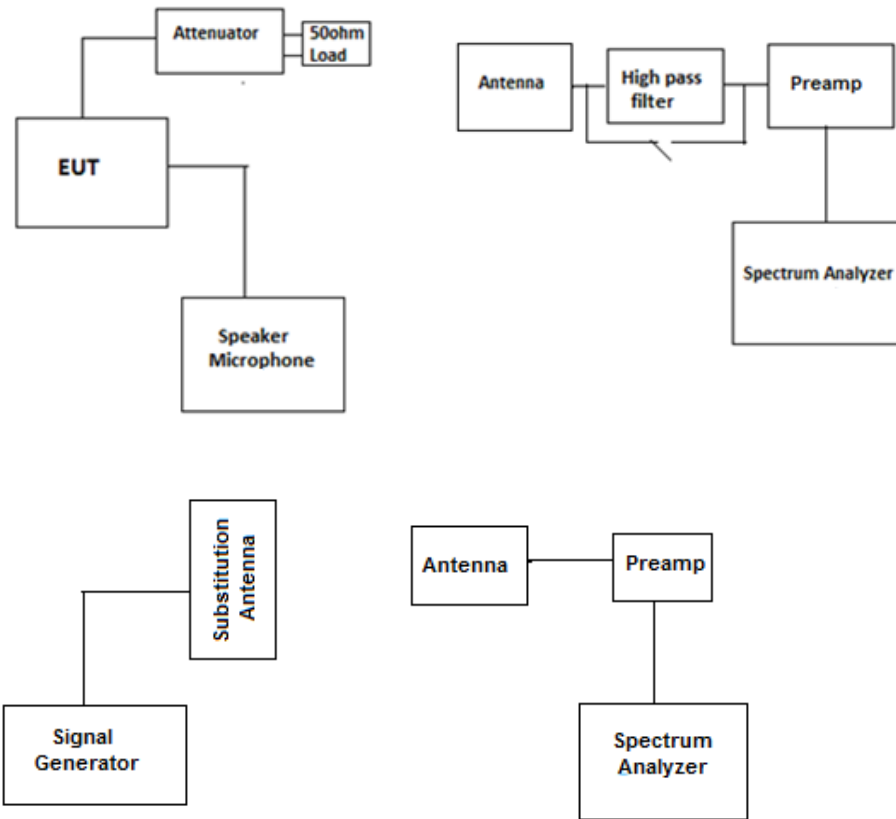 Attenuator
50ohm
Load
EUT
Speaker
Microphone
Antenna
High pass
filter
Preamp
Spectrum Analyzer
Substitution
Antenna
Signal
Generator
Antenna
Preamp
Spectrum
Analyzer